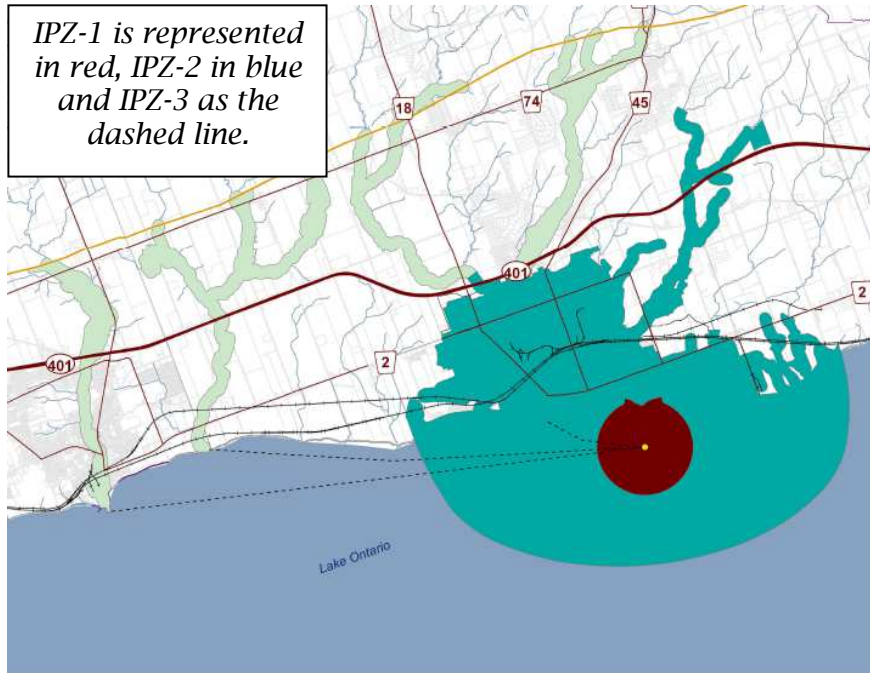 IPZ-1 is represented
in red, IPZ-2 in blue
and IPZ-3 as the
dashed line.
18
74
45
401
2
401
2
Lake Ontario